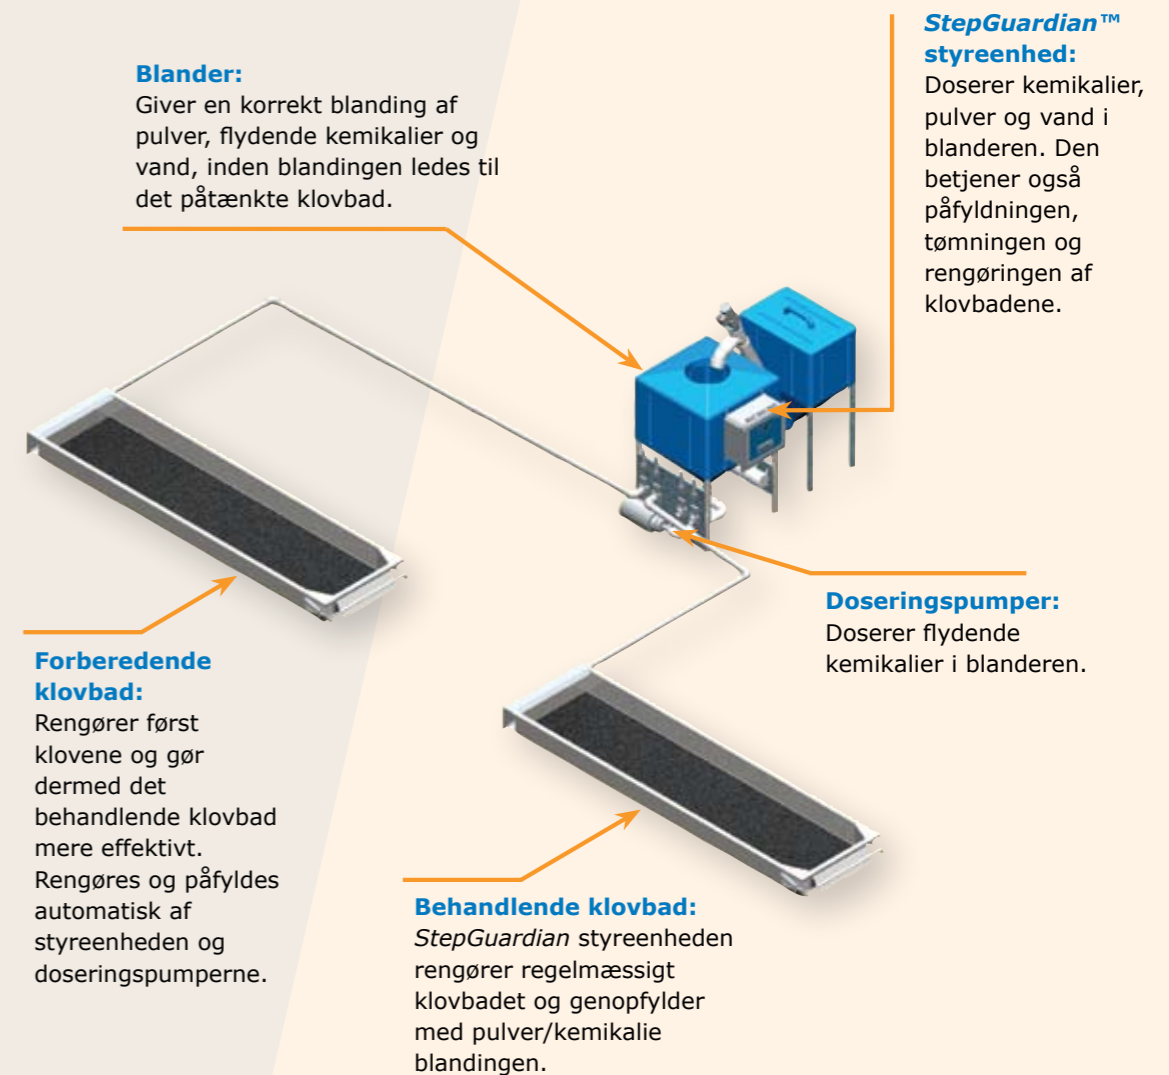 Blander:
Giver en korrekt blanding af
pulver, flydende kemikalier og
vand, inden blandingen ledes til
det påtænkte klovbad.
StepGuardian™
styreenhed:
Doserer kemikalier,
pulver og vand i
blanderen. Den
betjener også
påfyldningen,
tømningen og
rengøringen af
klovbadene.
Doseringspumper:
Doserer flydende
kemikalier i blanderen.
Forberedende
klovbad:
Rengører først
klovene og gør
dermed det
behandlende klovbad
mere effektivt.
Rengøres og påfyldes
automatisk af
styreenheden og
doseringspumperne.
Behandlende klovbad:
StepGuardian styreenheden
rengører regelmæssigt
klovbadet og genopfylder
med pulver/kemikalie
blandingen.